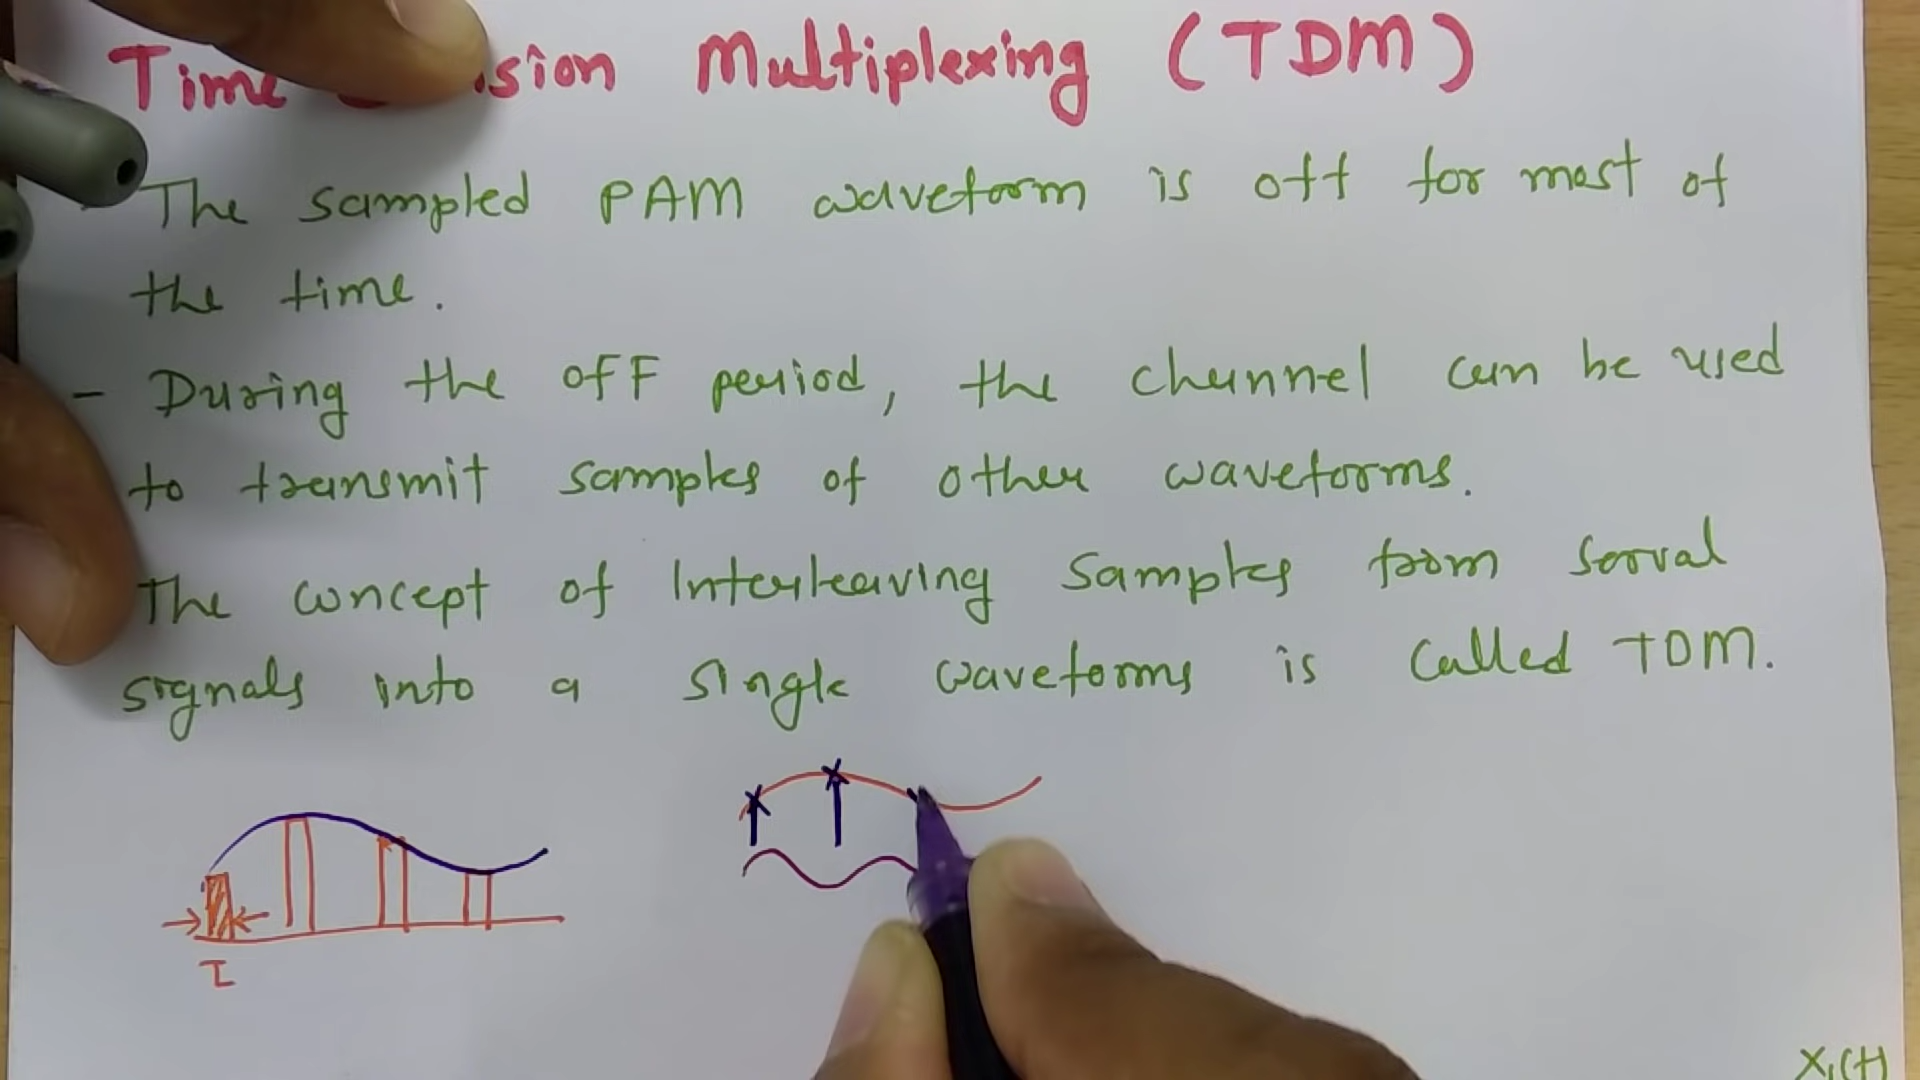 Time sion Multiplexing (TDM)
The sampled PAM waveform is off for most of
the time.
- During the off period, the channel can be used
to transmit samples of other waveforms.
The concept of Interleaving samples from serval
signals into a single waveforms is called TDM.
τ
X₁(t)